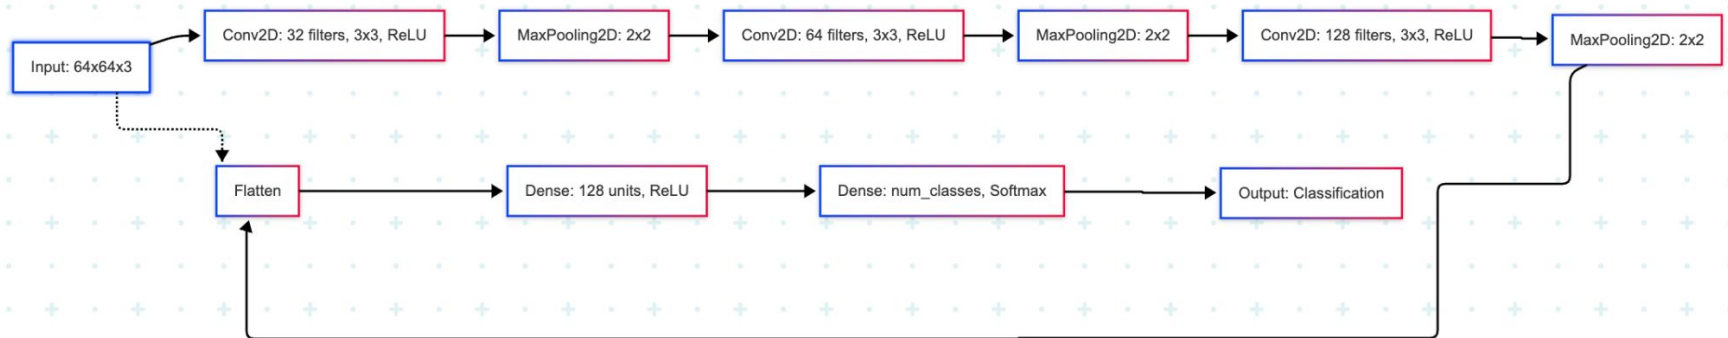 Input: 64x64x3
Conv2D: 32 filters, 3x3, ReLU
MaxPooling2D: 2x2
Conv2D: 64 filters, 3x3, ReLU
MaxPooling2D: 2x2
Conv2D: 128 filters, 3x3, ReLU
MaxPooling2D: 2x2
Flatten
Dense: 128 units, ReLU
Dense: num_classes, Softmax
Output: Classification